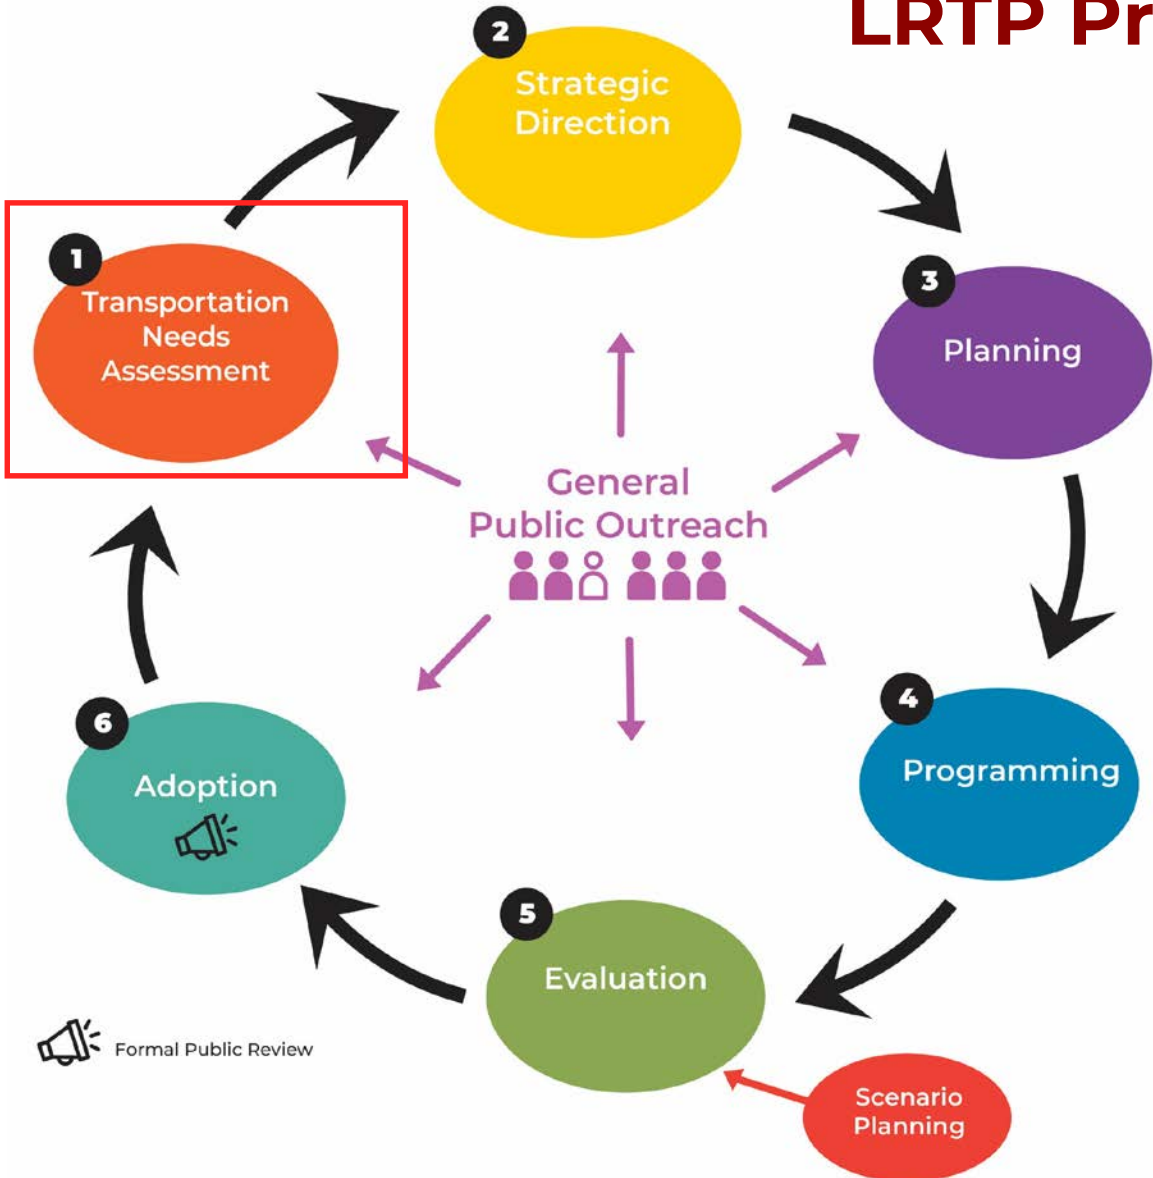 LRTP Pr
2
Strategic
Direction
1
Transportation
Needs
Assessment
3
Planning
General
Public Outreach
4
Programming
6
Adoption
5
Evaluation
Formal Public Review
Scenario
Planning